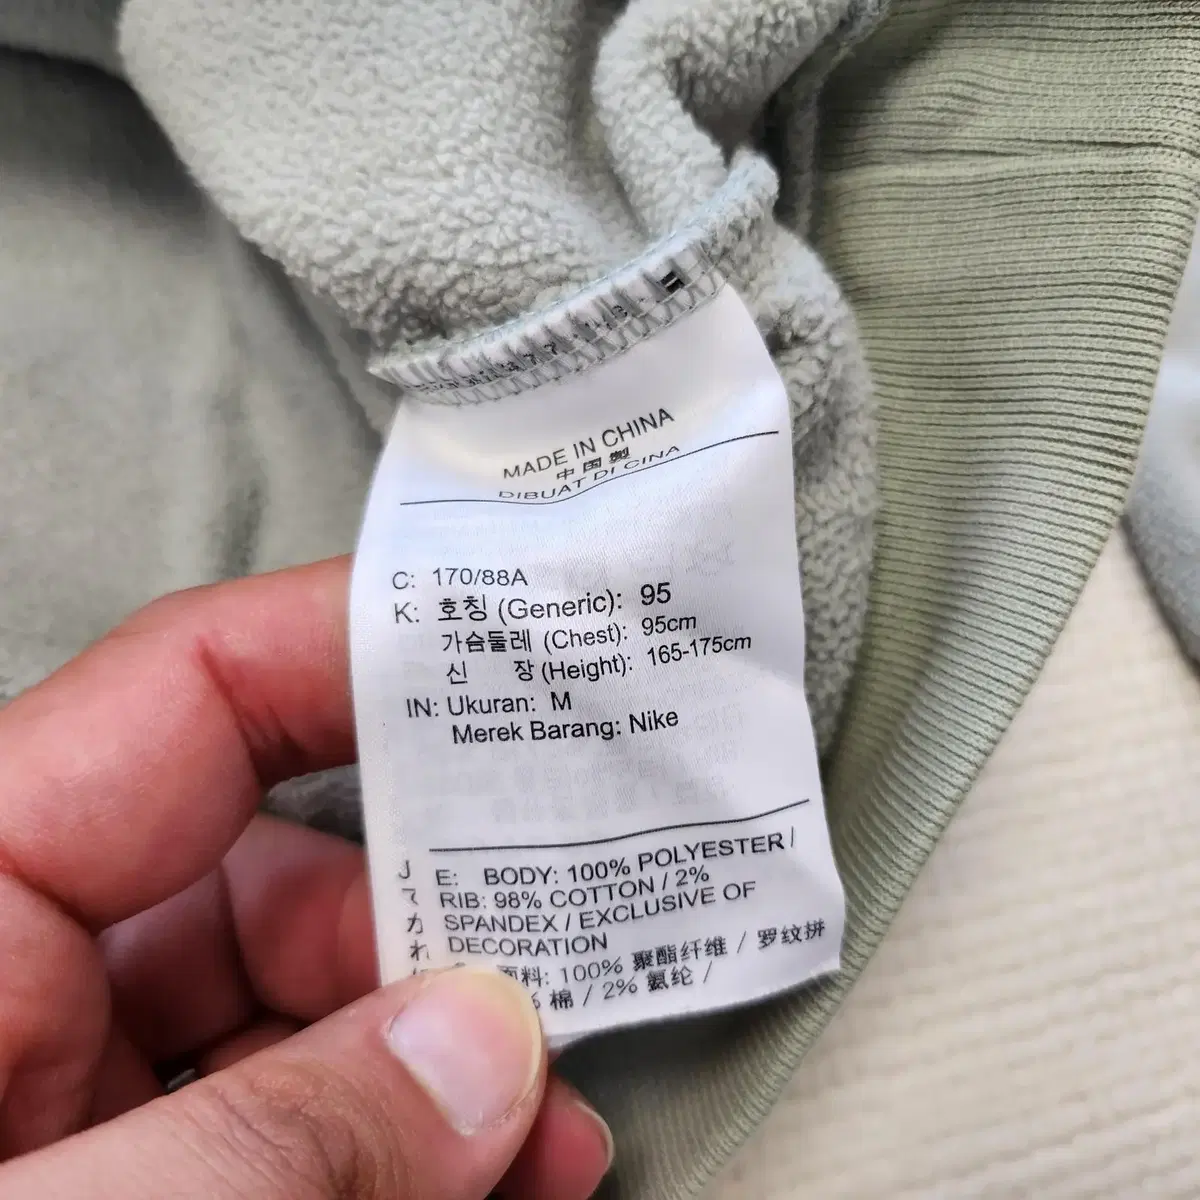 MADE IN CHINA
中国製
DIBUAT DI CINA
C: 170/88A
K: 호칭 (Generic): 95
가슴둘레 (Chest): 95cm
신 장 (Height): 165-175cm
IN: Ukuran: M
Merek Barang: Nike
E: BODY: 100% POLYESTER /
RIB: 98% COTTON / 2%
SPANDEX / EXCLUSIVE OF
DECORATION
面料: 100% 聚酯纤维 / 罗纹拼
% 棉 / 2% 氨纶 /